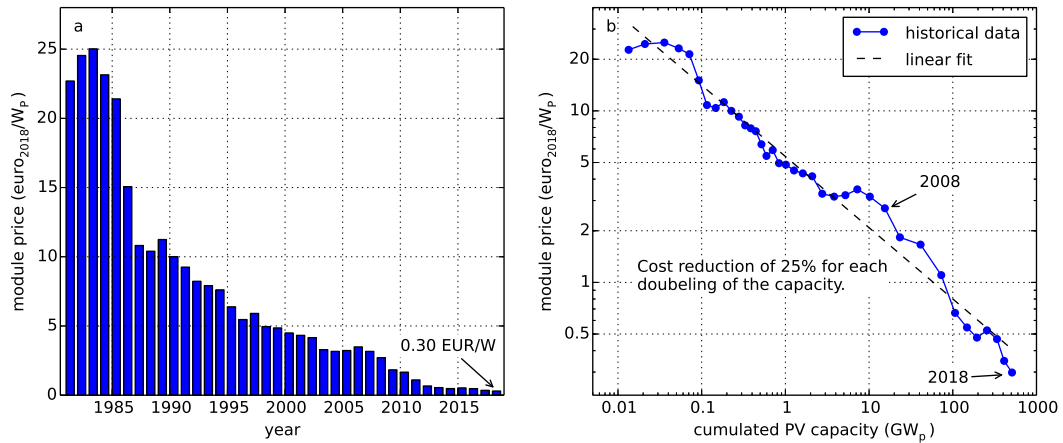 a
module price (euro2018/WP)
25
20
15
10
5
0
0.30 EUR/W
1985 1990 1995 2000 2005 2010 2015
year
b
module price (euro2018/WP)
20
10
5
2
1
0.5
historical data
linear fit
2008
Cost reduction of 25% for each
doubeling of the capacity.
2018
0.01 0.1 1 10 100 1000
cumulated PV capacity (GWp)